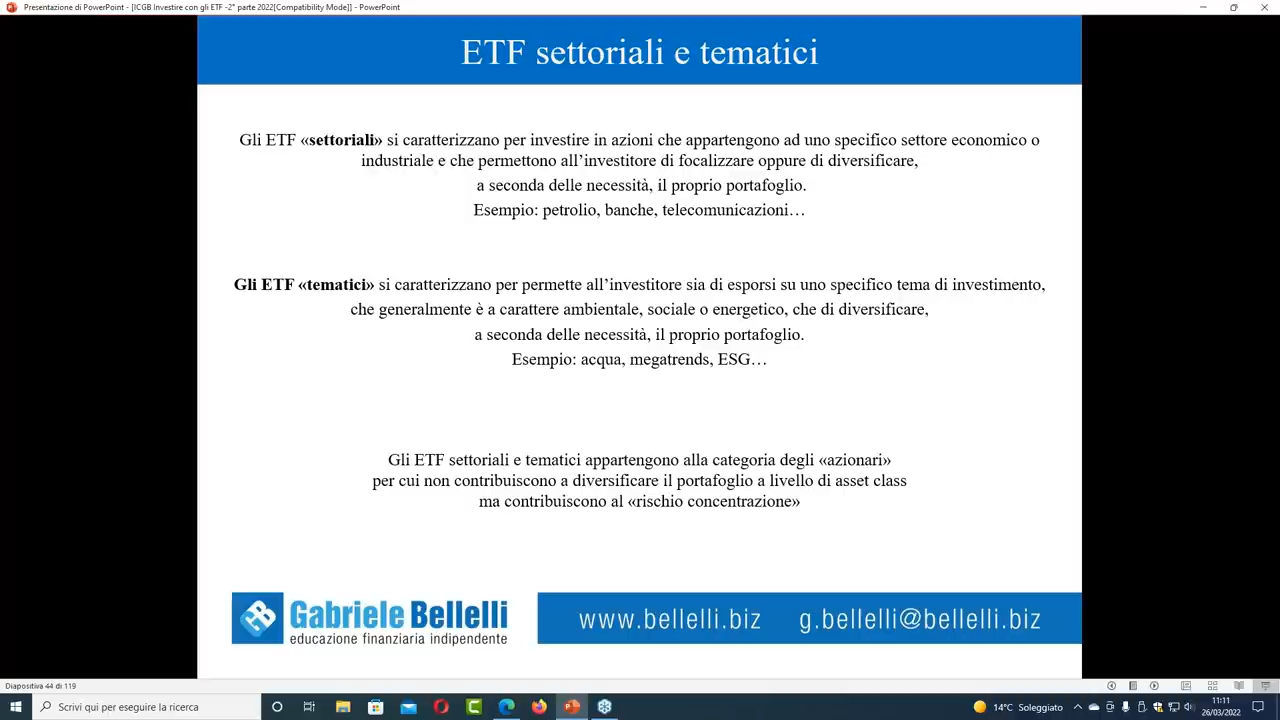 Presentazione di PowerPoint - [ICGB Investire con gli ETF -2° parte 2022[Compatibility Mode]] - PowerPoint
ETF settoriali e tematici
Gli ETF «settoriali» si caratterizzano per investire in azioni che appartengono ad uno specifico settore economico o
industriale e che permettono all’investitore di focalizzare oppure di diversificare,
a seconda delle necessità, il proprio portafoglio.
Esempio: petrolio, banche, telecomunicazioni…
Gli ETF «tematici» si caratterizzano per permette all’investitore sia di esporsi su uno specifico tema di investimento,
che generalmente è a carattere ambientale, sociale o energetico, che di diversificare,
a seconda delle necessità, il proprio portafoglio.
Esempio: acqua, megatrends, ESG…
Gli ETF settoriali e tematici appartengono alla categoria degli «azionari»
per cui non contribuiscono a diversificare il portafoglio a livello di asset class
ma contribuiscono al «rischio concentrazione»
Gabriele Bellelli
educazione finanziaria indipendente
www.bellelli.biz g.bellelli@bellelli.biz
Diapositiva 44 di 119
Scrivi qui per eseguire la ricerca
14°C Soleggiato
11:11
26/03/2022